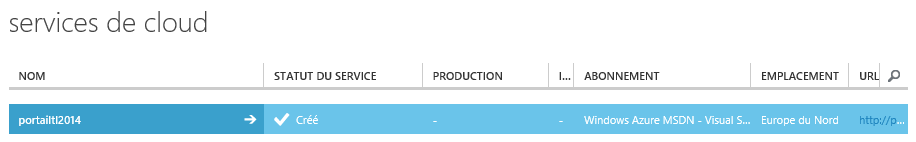 services de cloud
NOM STATUT DU SERVICE PRODUCTION I... ABONNEMENT EMPLACEMENT URL
portailtl2014 Créé - - Windows Azure MSDN - Visual S... Europe du Nord http://p...